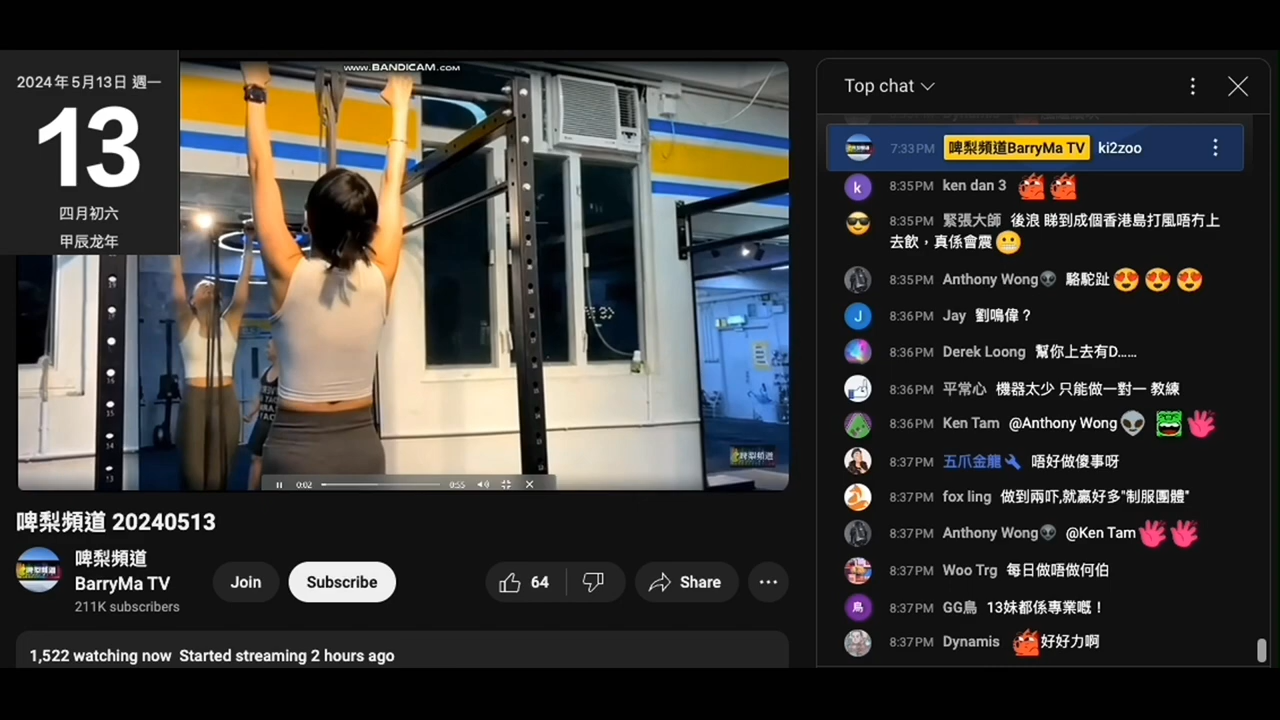 2024年5月13日 週一
13
四月初六
甲辰龙年
WWW.BANDICAM.COM
啤梨頻道
0:02
0:55
啤梨頻道 20240513
啤梨頻道
BarryMa TV
211K subscribers
Join
Subscribe
64
Share
1,522 watching now Started streaming 2 hours ago
Top chat
7:33 PM 啤梨頻道BarryMa TV ki2zoo
8:35 PM ken dan 3
8:35 PM 緊張大師 後浪 睇到成個香港島打風唔冇上
去飲，真係會震
8:35 PM Anthony Wong 駱駝趾
8:36 PM Jay 劉鳴偉？
8:36 PM Derek Loong 幫你上去有D......
8:36 PM 平常心 機器太少 只能做一對一 教練
8:36 PM Ken Tam @Anthony Wong
8:37 PM 五爪金龍 唔好做傻事呀
8:37 PM fox ling 做到兩吓,就贏好多"制服團體"
8:37 PM Anthony Wong @Ken Tam
8:37 PM Woo Trg 每日做唔做何伯
8:37 PM GG鳥 13妹都係專業嘅！
8:37 PM Dynamis 好好力啊